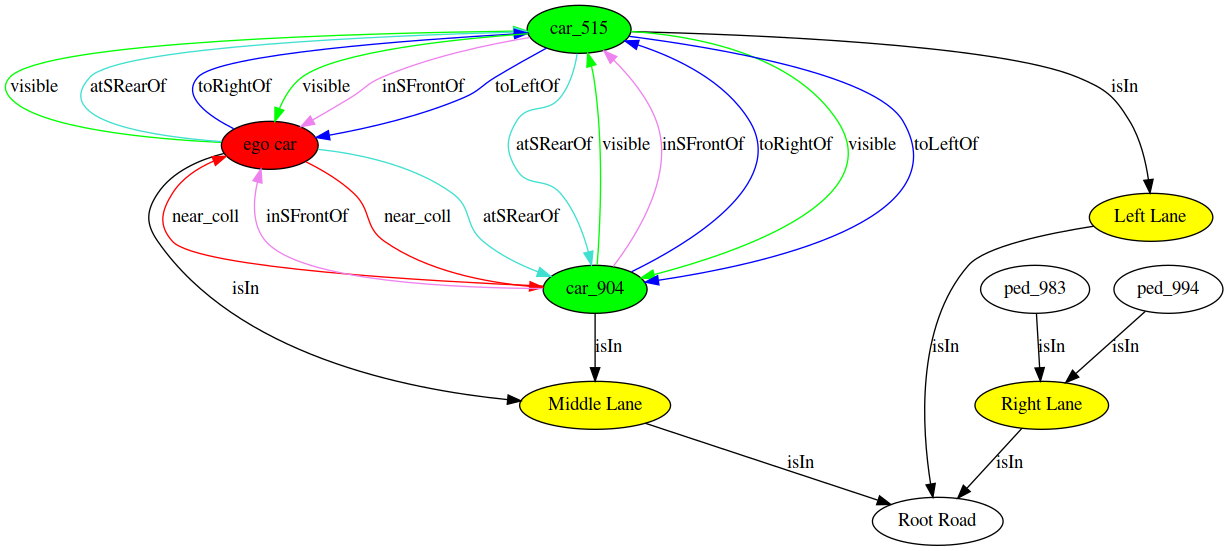 car_515
visible
atSRearOf
toRightOf
visible
inSFrontOf
toLeftOf
isIn
ego car
atSRearOf
visible
inSFrontOf
toRightOf
visible
toLeftOf
near_coll
inSFrontOf
near_coll
atSRearOf
Left Lane
isIn
car_904
ped_983
ped_994
isIn
isIn
isIn
isIn
Middle Lane
Right Lane
isIn
isIn
Root Road